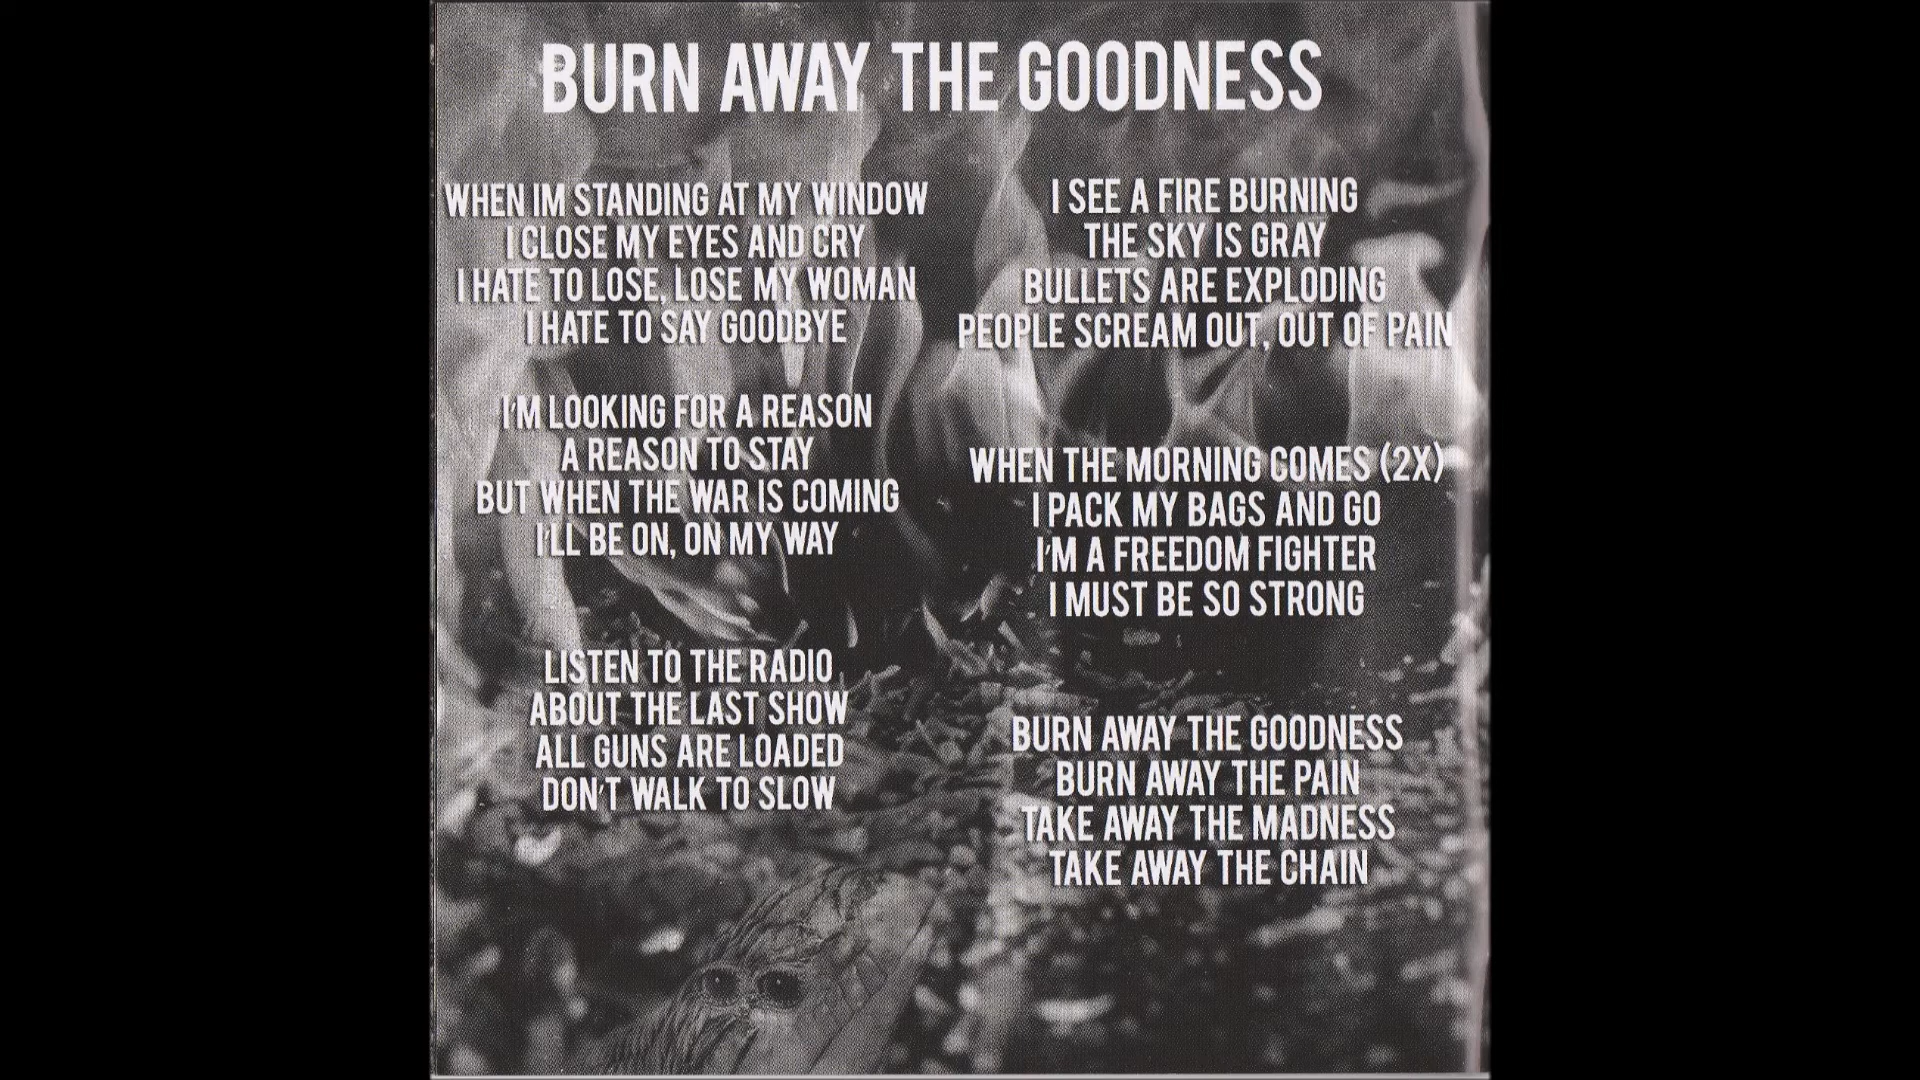 BURN AWAY THE GOODNESS
WHEN IM STANDING AT MY WINDOW
I CLOSE MY EYES AND CRY
I HATE TO LOSE, LOSE MY WOMAN
I HATE TO SAY GOODBYE
I'M LOOKING FOR A REASON
A REASON TO STAY
BUT WHEN THE WAR IS COMING
I'LL BE ON, ON MY WAY
LISTEN TO THE RADIO
ABOUT THE LAST SHOW
ALL GUNS ARE LOADED
DON'T WALK TO SLOW
I SEE A FIRE BURNING
THE SKY IS GRAY
BULLETS ARE EXPLODING
PEOPLE SCREAM OUT, OUT OF PAIN
WHEN THE MORNING COMES (2X)
I PACK MY BAGS AND GO
I'M A FREEDOM FIGHTER
I MUST BE SO STRONG
BURN AWAY THE GOODNESS
BURN AWAY THE PAIN
TAKE AWAY THE MADNESS
TAKE AWAY THE CHAIN